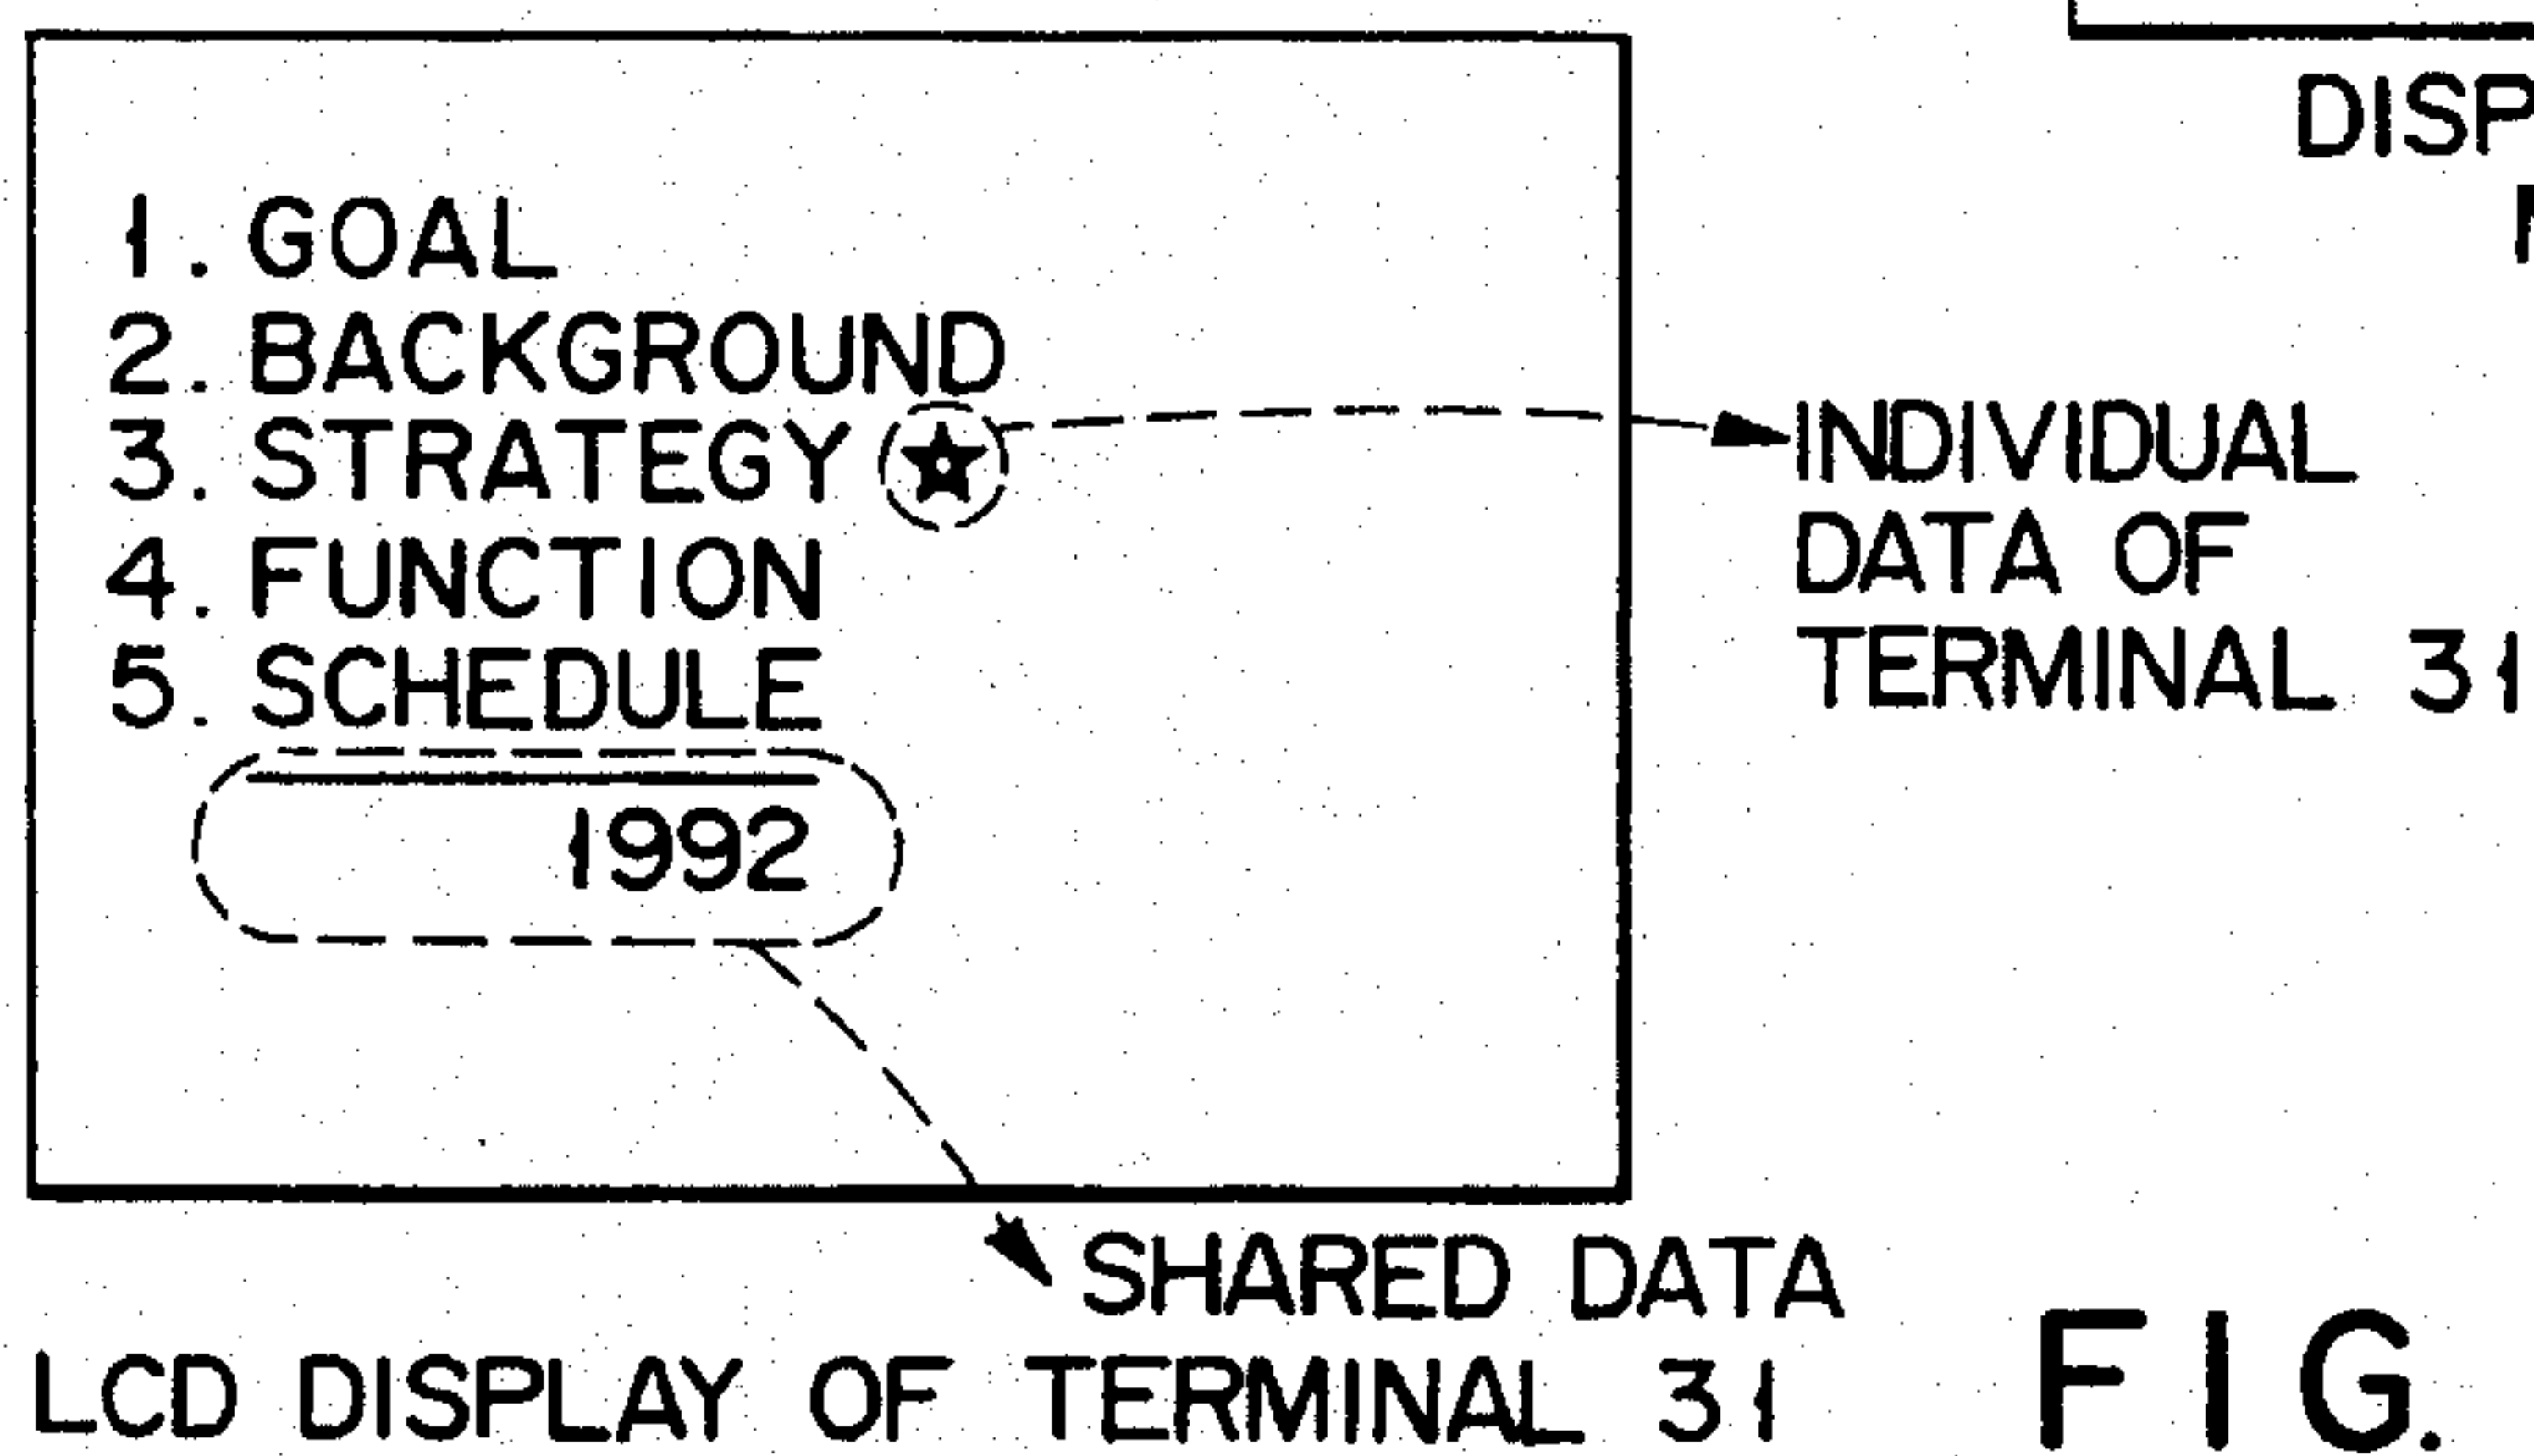 1. GOAL
2. BACKGROUND
3. STRATEGY
4. FUNCTION
5. SCHEDULE
1992
INDIVIDUAL
DATA OF
TERMINAL 31
SHARED DATA
LCD DISPLAY OF TERMINAL 31
DISP
FIG.